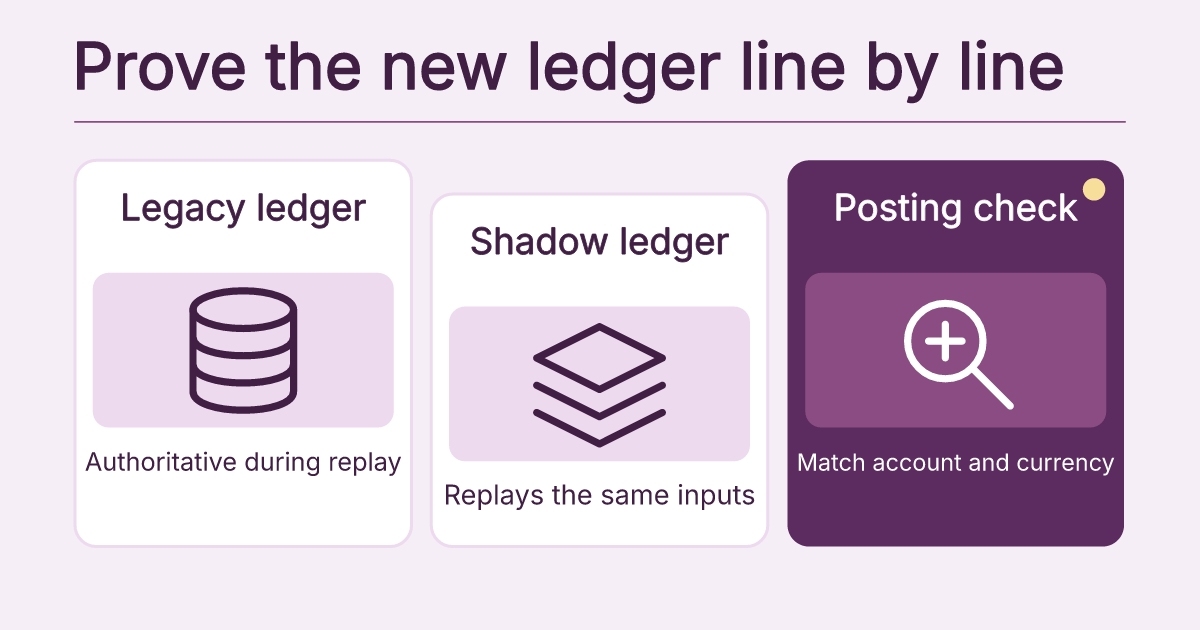 Prove the new ledger line by line
Legacy ledger
Authoritative during replay
Shadow ledger
Replays the same inputs
Posting check
Match account and currency